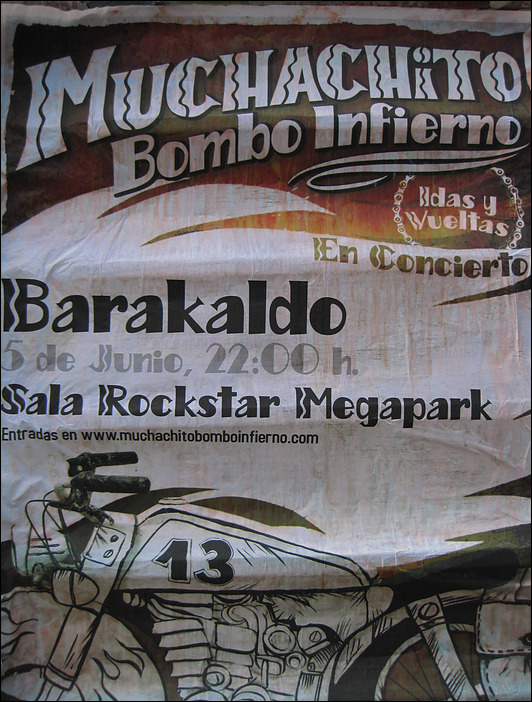 MUCHACHiTO
Bombo Infierno
Idas y
Vueltas
En Concierto
Barakaldo
5 de Junio, 22:00 h.
Sala Rockstar Megapark
Entradas en www.muchachitobomboinfierno.com
13